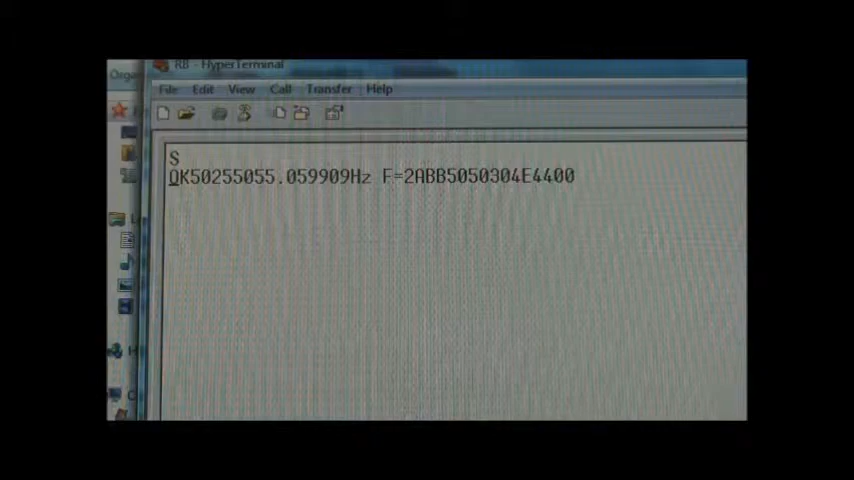 RB - HyperTerminal
File Edit View Call Transfer Help
S
OK50255055.059909Hz F=2ABB5050304E4400